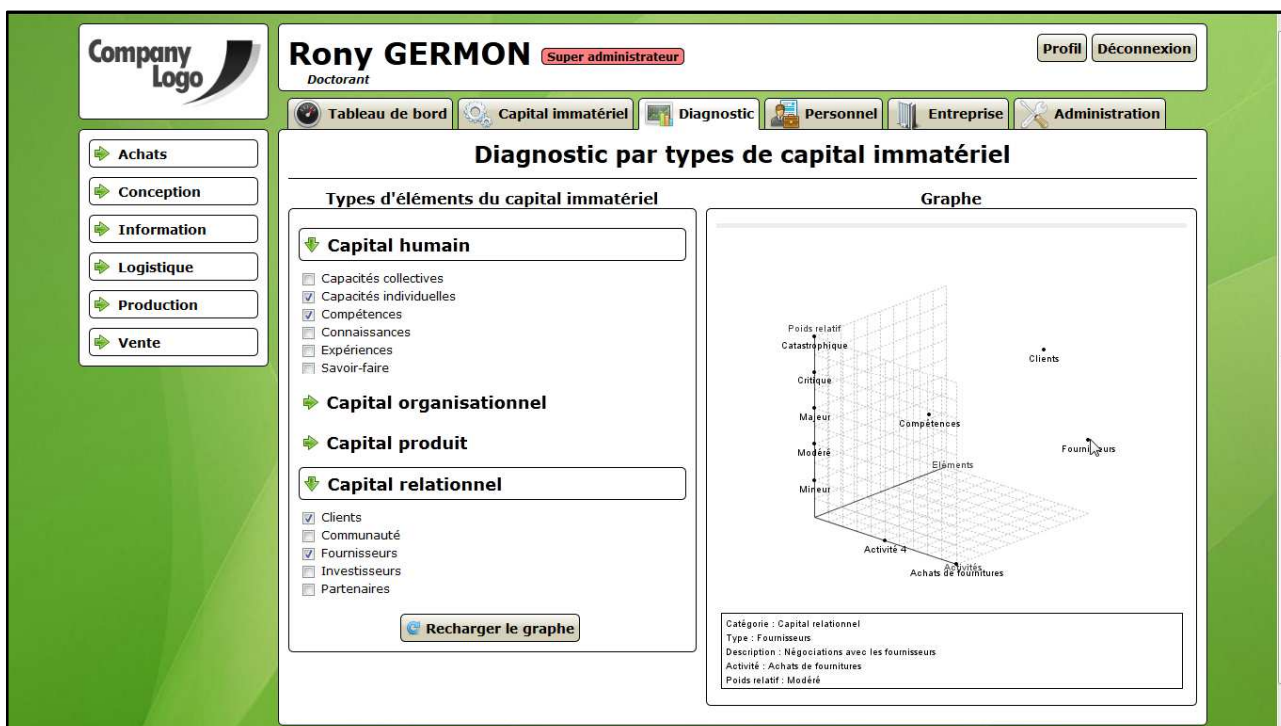 Company
Logo
Rony GERMON Super administrateur
Doctorant
Profil Déconnexion
Tableau de bord Capital immatériel Diagnostic Personnel Entreprise Administration
Achats
Conception
Information
Logistique
Production
Vente
Diagnostic par types de capital immatériel
Types d'éléments du capital immatériel
Capital humain
Capacités collectives
Capacités individuelles
Compétences
Connaissances
Expériences
Savoir-faire
Capital organisationnel
Capital produit
Capital relationnel
Clients
Communauté
Fournisseurs
Investisseurs
Partenaires
Recharger le graphe
Graphe
Poids relatif
Catastrophique
Critique
Majeur
Modéré
Mineur
Clients
Compétences
Fournisseurs
Eléments
Activité 4
Activités
Achats de fournitures
Catégorie : Capital relationnel
Type : Fournisseurs
Description : Négociations avec les fournisseurs
Activité : Achats de fournitures
Poids relatif : Modéré